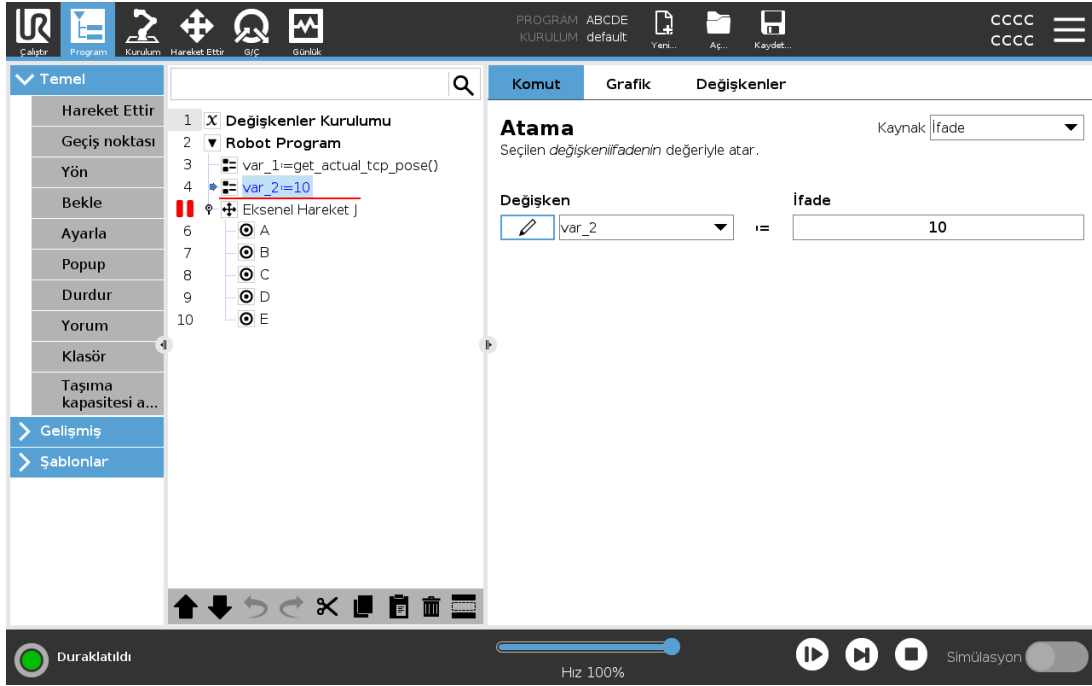 UR
PROGRAM ABCDE
KURULUM default
CCCC
CCCC
Çalıştır Program Kurulum Hareket Ettir G/Ç Günlük
Yeni... Aç... Kaydet...
Temel
Hareket Ettir
Geçiş noktası
Yön
Bekle
Ayarla
Popup
Durdur
Yorum
Klasör
Taşıma
kapasitesi a...
Gelişmiş
Şablonlar
1 X Değişkenler Kurulumu
2 Robot Program
3 var_1:=get_actual_tcp_pose()
4 var_2:=10
Eksenel Hareket J
6 A
7 B
8 C
9 D
10 E
Komut Grafik Değişkenler
Atama
Kaynak İfade
Seçilen değişkeniifadenin değeriyle atar.
Değişken İfade
var_2 := 10
Duraklatıldı
Hız 100%
Simülasyon